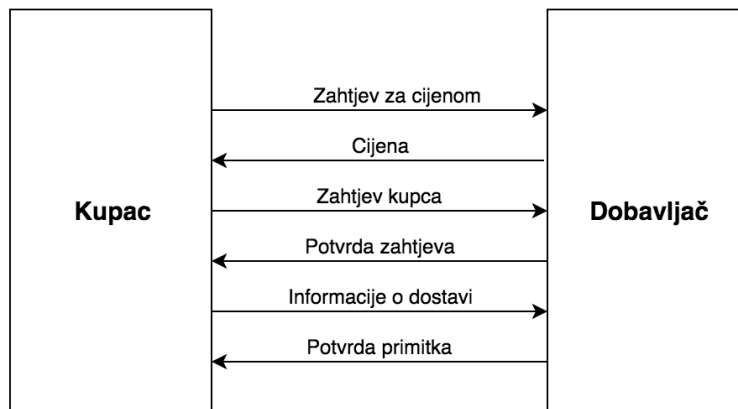 Zahtjev za cijenom
Cijena
Zahtjev kupca
Kupac
Dobavljač
Potvrda zahtjeva
Informacije o dostavi
Potvrda primitka